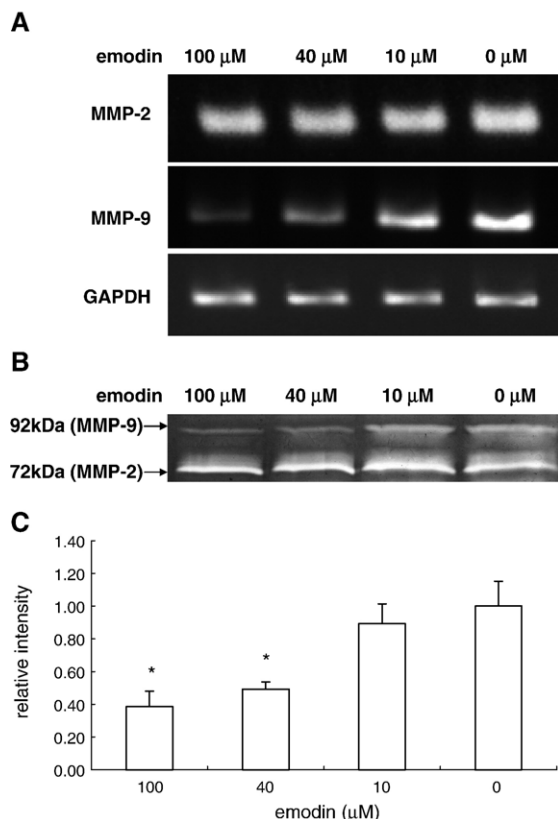 A
emodin 100 μM 40 μM 10 μM 0 μM
MMP-2
MMP-9
GAPDH
B
emodin 100 μM 40 μM 10 μM 0 μM
92kDa (MMP-9)
72kDa (MMP-2)
C
relative intensity
1.40
1.20
1.00
0.80
0.60
0.40
0.20
0.00
* *
100 40 10 0
emodin (μM)